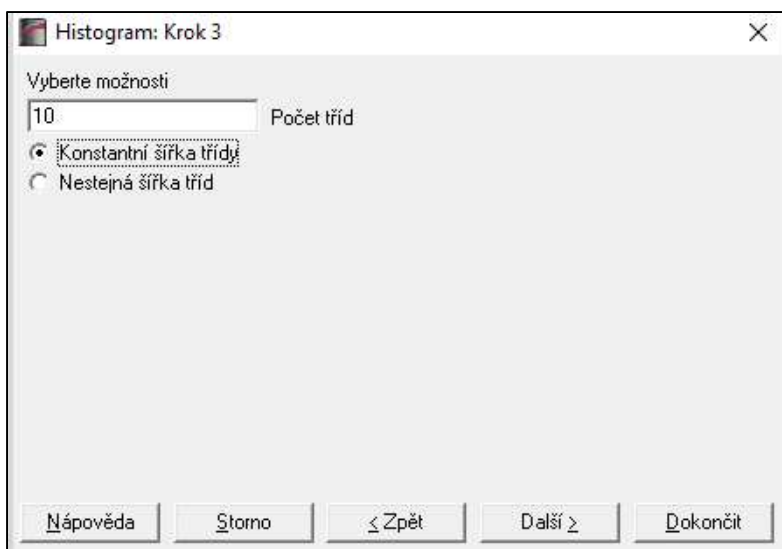 Histogram: Krok 3
Vyberte možnosti
10 Počet tříd
Konstantní šířka třídy
Nestejná šířka tříd
Nápověda Storno < Zpět Další > Dokončit